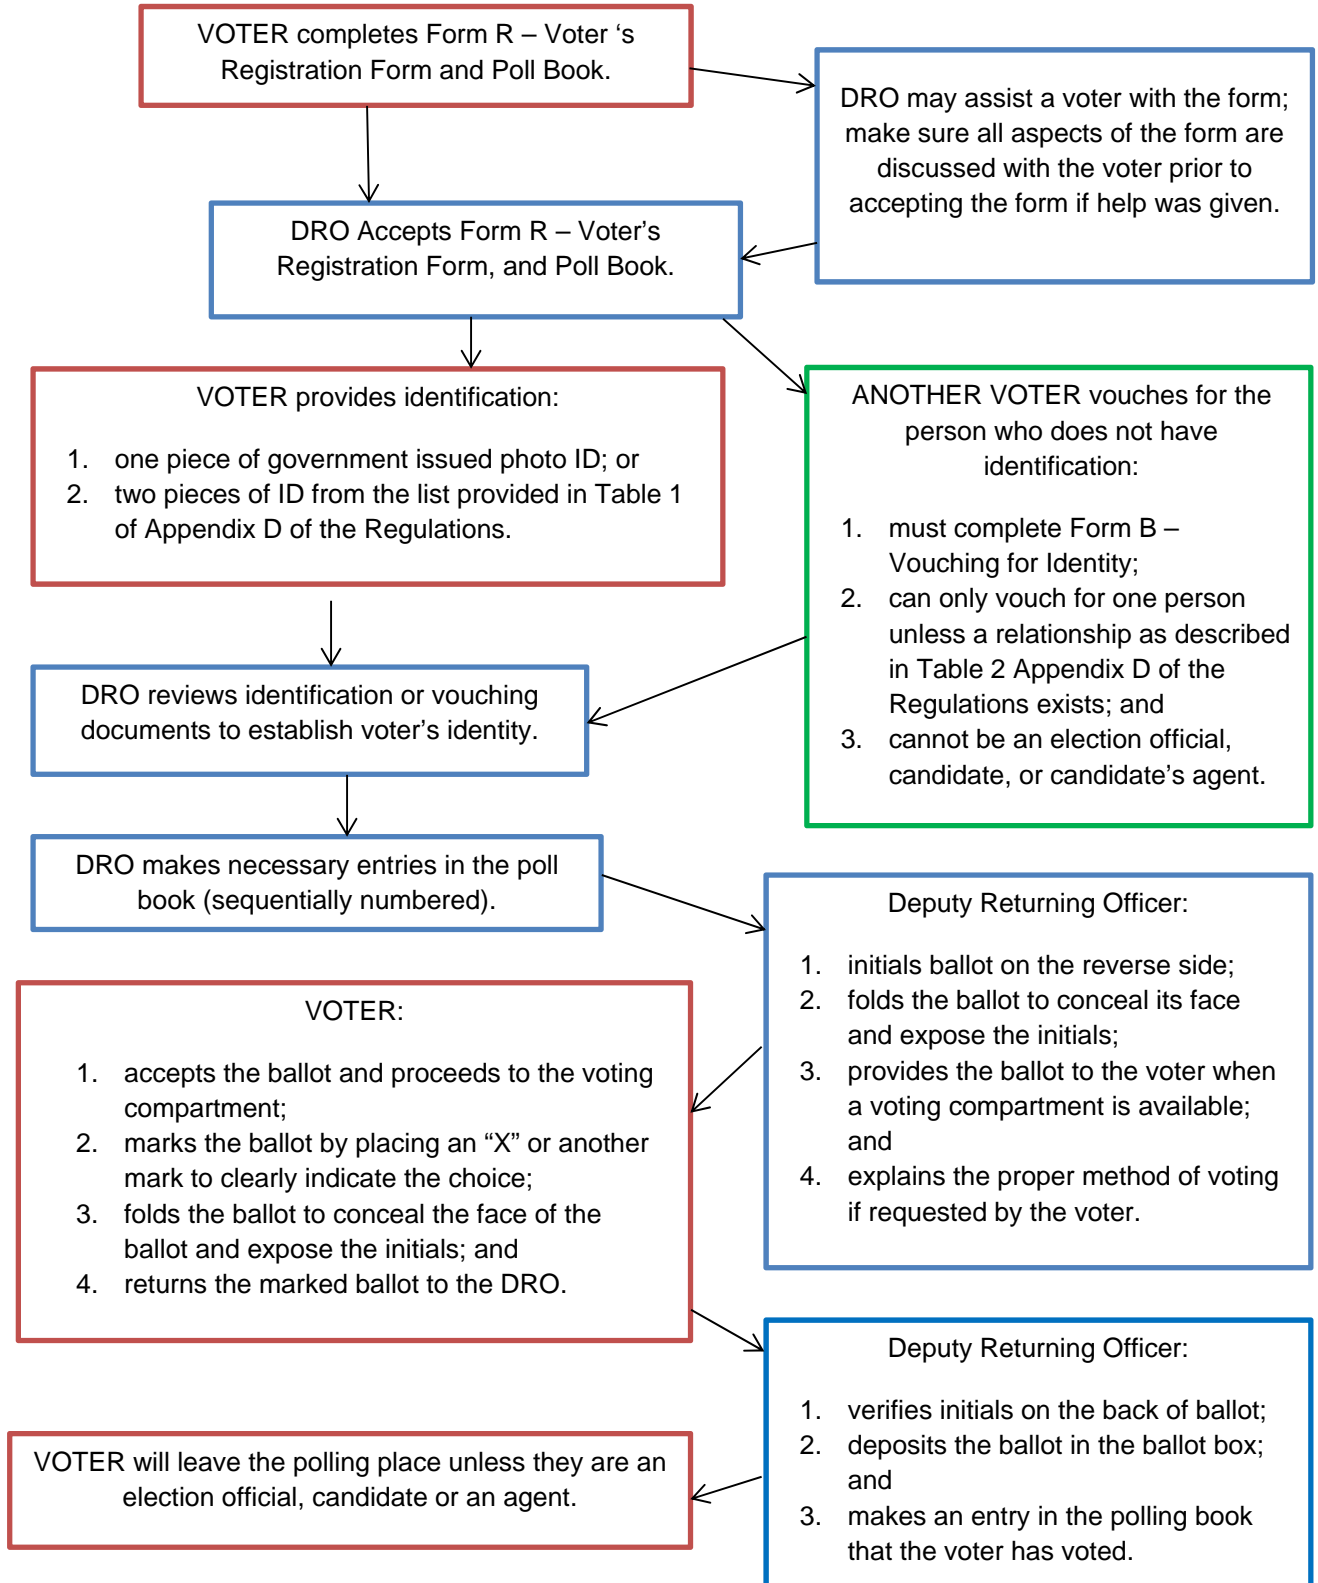 VOTER completes Form R – Voter ‘s
Registration Form and Poll Book.
DRO may assist a voter with the form;
make sure all aspects of the form are
discussed with the voter prior to
accepting the form if help was given.
DRO Accepts Form R – Voter’s
Registration Form, and Poll Book.
VOTER provides identification:
1. one piece of government issued photo ID; or
2. two pieces of ID from the list provided in Table 1
of Appendix D of the Regulations.
ANOTHER VOTER vouches for the
person who does not have
identification:
1. must complete Form B –
Vouching for Identity;
2. can only vouch for one person
unless a relationship as described
in Table 2 Appendix D of the
Regulations exists; and
3. cannot be an election official,
candidate, or candidate’s agent.
DRO reviews identification or vouching
documents to establish voter’s identity.
DRO makes necessary entries in the poll
book (sequentially numbered).
Deputy Returning Officer:
1. initials ballot on the reverse side;
2. folds the ballot to conceal its face
and expose the initials;
3. provides the ballot to the voter when
a voting compartment is available;
and
4. explains the proper method of voting
if requested by the voter.
VOTER:
1. accepts the ballot and proceeds to the voting
compartment;
2. marks the ballot by placing an “X” or another
mark to clearly indicate the choice;
3. folds the ballot to conceal the face of the
ballot and expose the initials; and
4. returns the marked ballot to the DRO.
Deputy Returning Officer:
1. verifies initials on the back of ballot;
2. deposits the ballot in the ballot box;
and
3. makes an entry in the polling book
that the voter has voted.
VOTER will leave the polling place unless they are an
election official, candidate or an agent.